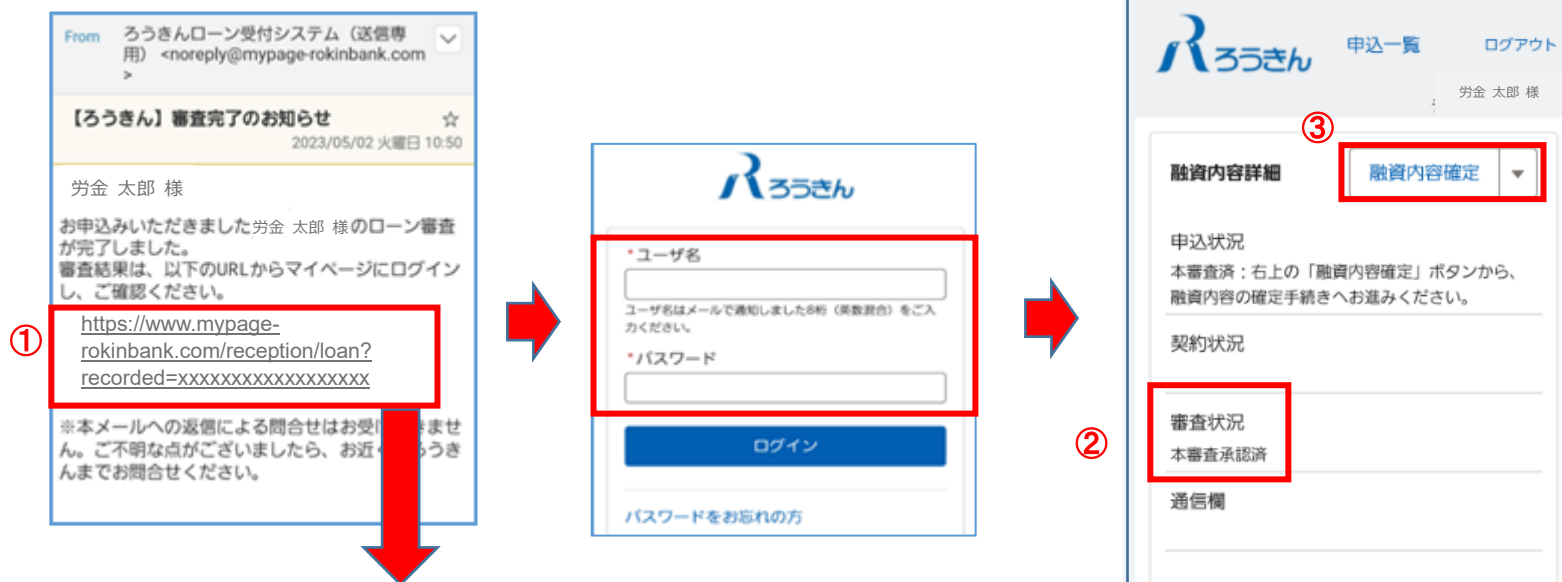 From ろうきんローン受付システム（送信専
用） <noreply@mypage-rokinbank.com
>
【ろうきん】審査完了のお知らせ ☆
2023/05/02 火曜日 10:50
労金 太郎 様
お申込みいただきました労金 太郎 様のローン審査
が完了しました。
審査結果は、以下のURLからマイページにログイン
し、ご確認ください。
①
https://www.mypage-
rokinbank.com/reception/loan?
recorded=xxxxxxxxxxxxxxxxxx
※本メールへの返信による問合せはお受け きませ
ん。ご不明な点がございましたら、お近く ろうき
んまでお問合せください。
ろうきん
*ユーザ名
ユーザ名はメールで通知しました8桁（英数混合）をご入
力ください。
*パスワード
ログイン
パスワードをお忘れの方
ろうきん 申込一覧 ログアウト
労金 太郎 様
③
融資内容詳細 融資内容確定
申込状況
本審査済：右上の「融資内容確定」ボタンから、
融資内容の確定手続きへお進みください。
契約状況
②
審査状況
本審査承認済
通信欄